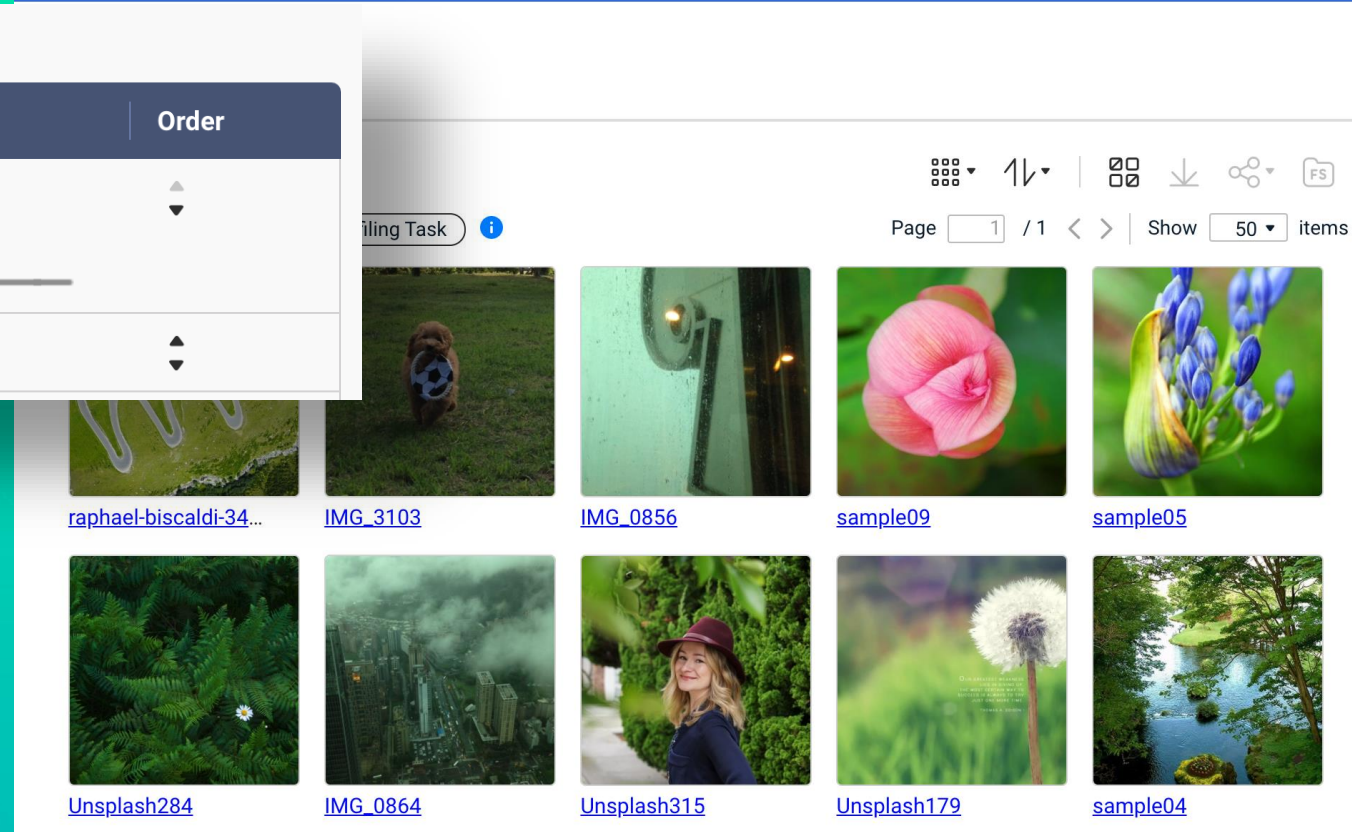 Order
FS
iling Task
Page 1 / 1 Show 50 items
raphael-biscaldi-34...
IMG_3103
IMG_0856
sample09
sample05
Unsplash284
IMG_0864
Unsplash315
Unsplash179
sample04